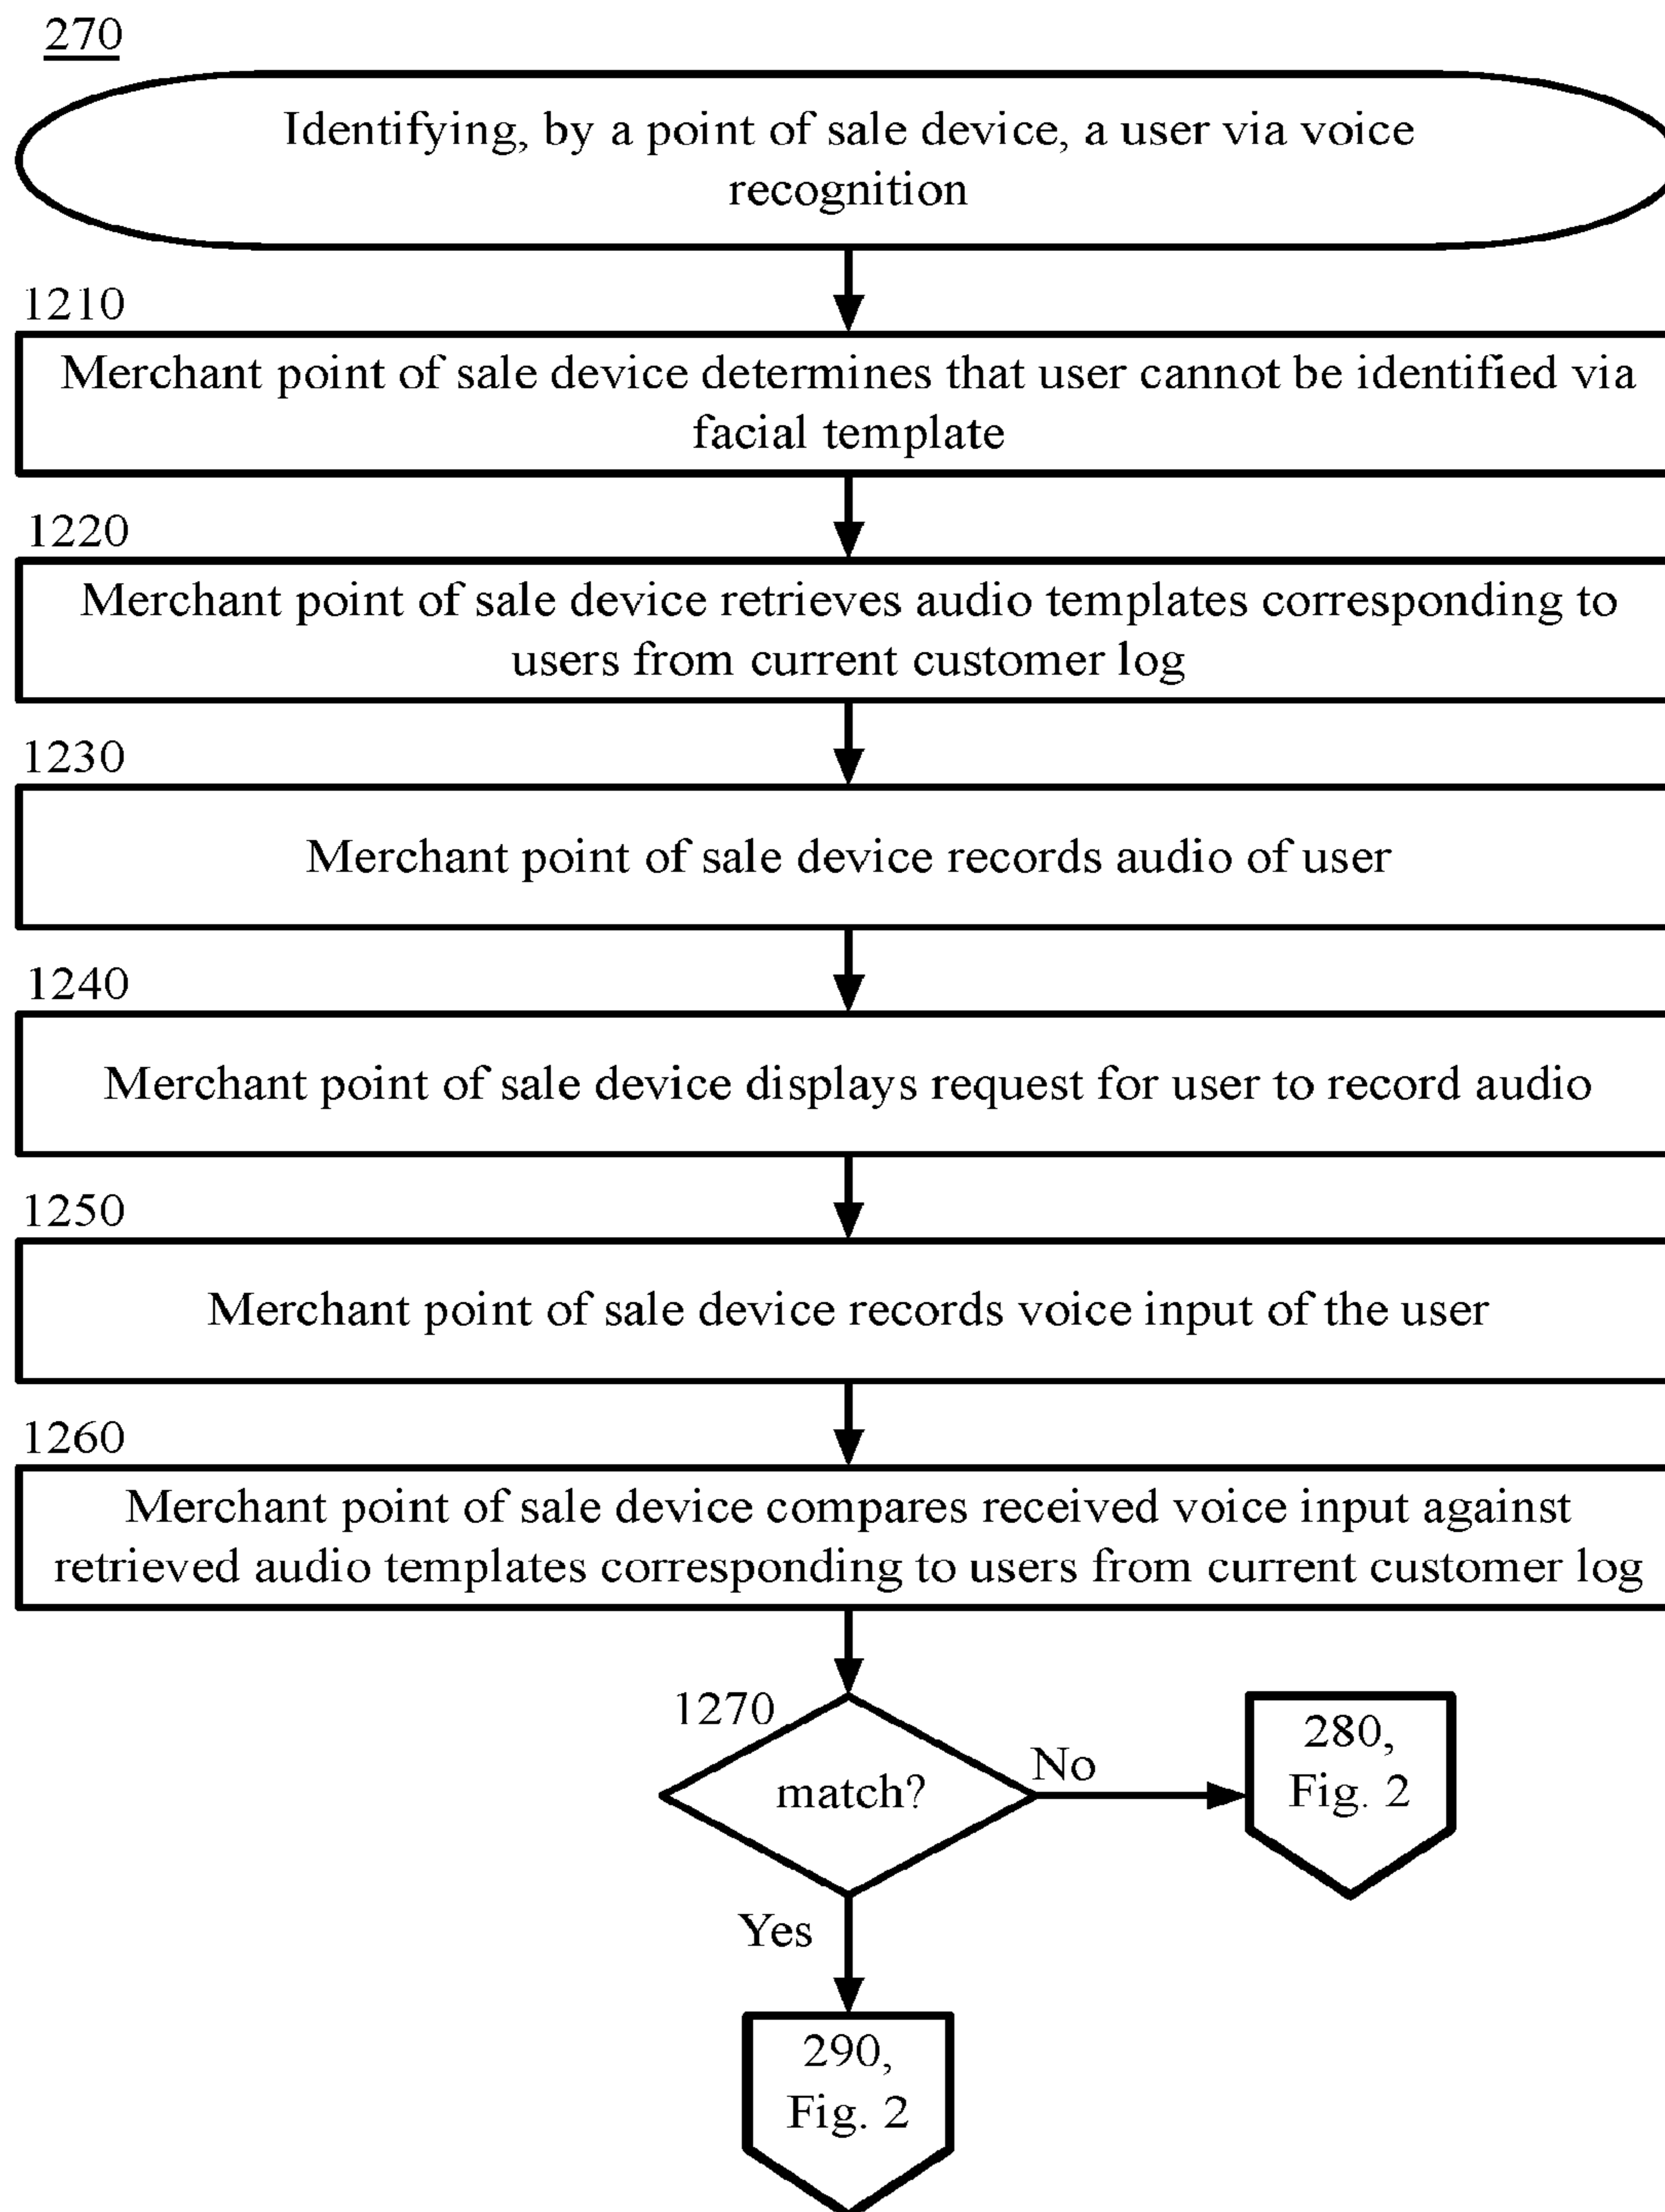 270
Identifying, by a point of sale device, a user via voice
recognition
1210
Merchant point of sale device determines that user cannot be identified via
facial template
1220
Merchant point of sale device retrieves audio templates corresponding to
users from current customer log
1230
Merchant point of sale device records audio of user
1240
Merchant point of sale device displays request for user to record audio
1250
Merchant point of sale device records voice input of the user
1260
Merchant point of sale device compares received voice input against
retrieved audio templates corresponding to users from current customer log
1270
match?
No
280,
Fig. 2
Yes
290,
Fig. 2